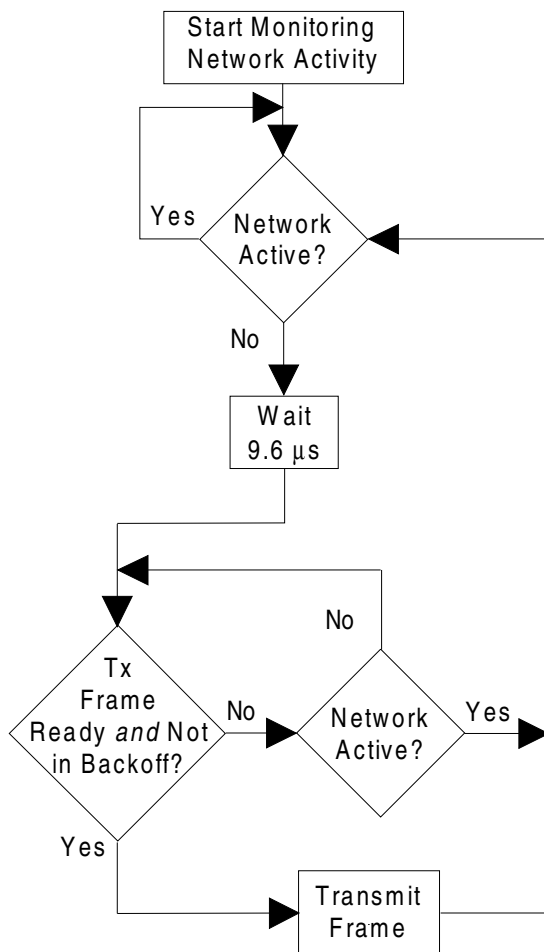 Start Monitoring
Network Activity
Yes
Network
Active?
No
Wait
9.6 μs
No
Tx
Frame
Ready and Not
in Backoff?
No
Network
Active?
Yes
Yes
Transmit
Frame